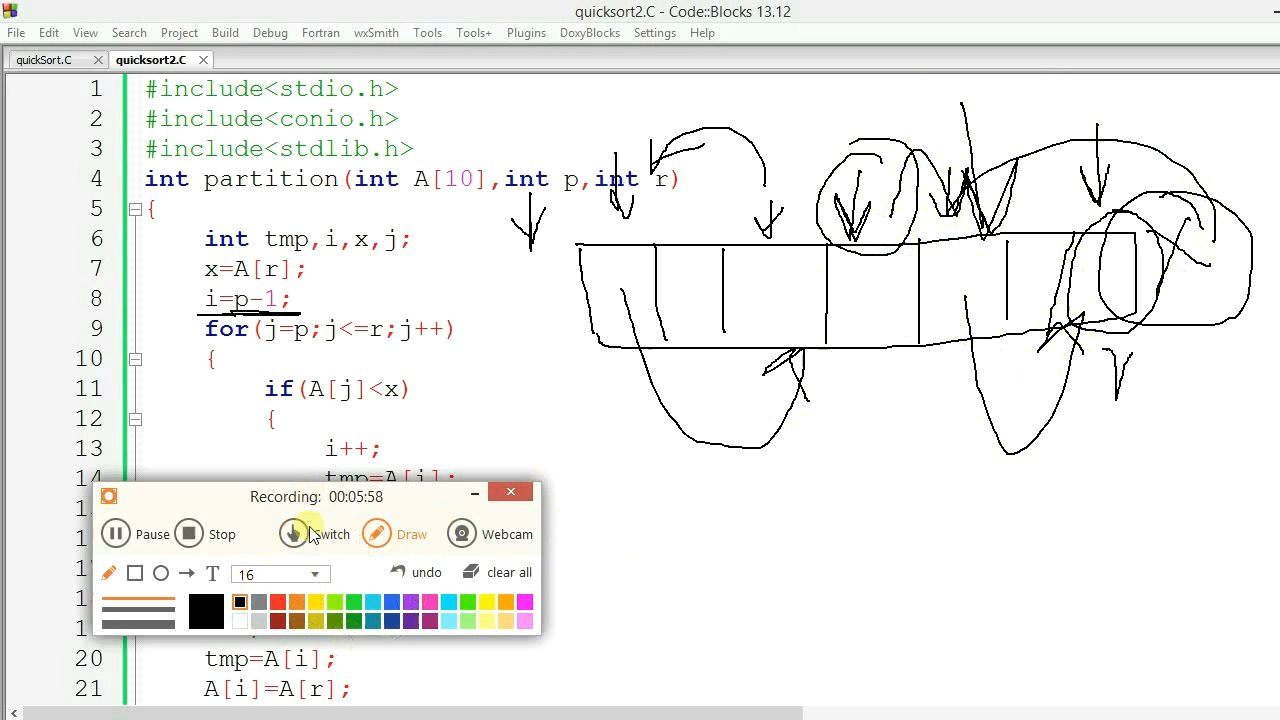 quicksort2.C - Code::Blocks 13.12
File Edit View Search Project Build Debug Fortran wxSmith Tools Tools+ Plugins DoxyBlocks Settings Help
quickSort.C quicksort2.C
1 #include<stdio.h>
2 #include<conio.h>
3 #include<stdlib.h>
4 int partition(int A[10],int p,int r)
5 {
6 int tmp,i,x,j;
7 x=A[r];
8 i=p-1;
9 for(j=p;j<=r;j++)
10 {
11 if(A[j]<x)
12 {
13 i++;
Recording: 00:05:58
Pause Stop Switch Draw Webcam
T 16 undo clear all
20 tmp=A[i];
21 A[i]=A[r];
r